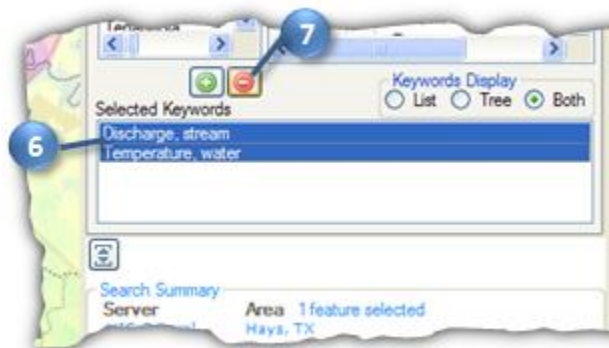 7
Keywords Display
List Tree Both
Selected Keywords
6
Discharge, stream
Temperature, water
Search Summary
Server Area 1 feature selected
Hays, TX